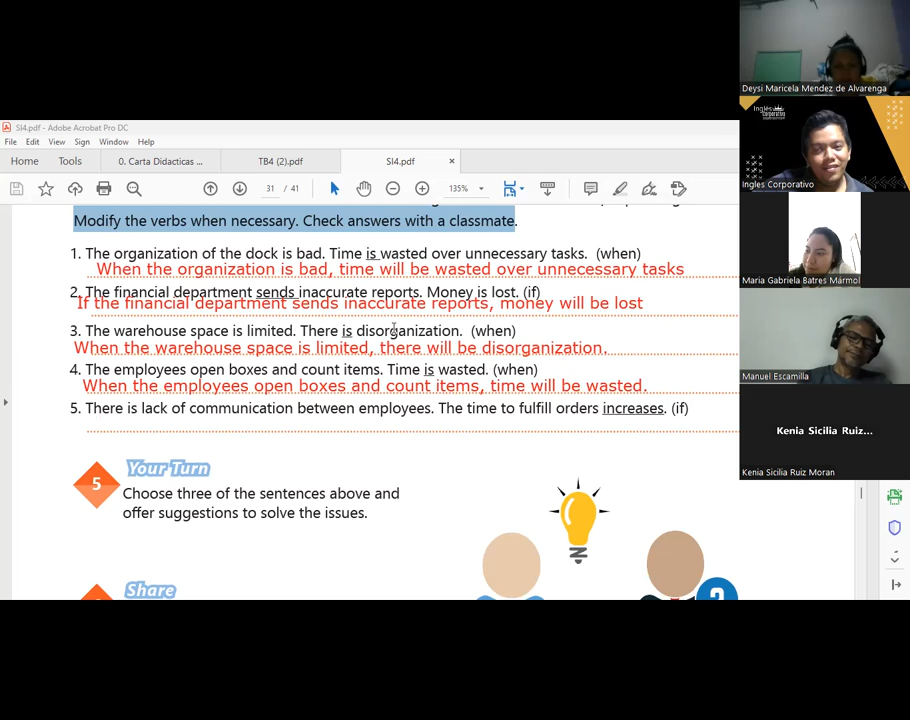 SI4.pdf - Adobe Acrobat Pro DC
File Edit View Sign Window Help
Home Tools 0. Carta Didacticas ... TB4 (2).pdf SI4.pdf ×
31 / 41 135%
Modify the verbs when necessary. Check answers with a classmate.
1. The organization of the dock is bad. Time is wasted over unnecessary tasks. (when)
When the organization is bad, time will be wasted over unnecessary tasks
2. The financial department sends inaccurate reports. Money is lost. (if)
If the financial department sends inaccurate reports, money will be lost
3. The warehouse space is limited. There is disorganization. (when)
When the warehouse space is limited, there will be disorganization.
4. The employees open boxes and count items. Time is wasted. (when)
When the employees open boxes and count items, time will be wasted.
5. There is lack of communication between employees. The time to fulfill orders increases. (if)
5 Your Turn
Choose three of the sentences above and
offer suggestions to solve the issues.
Share
Deysi Maricela Mendez de Alvarenga
Inglés
Corporativo
Ingles Corporativo
Maria Gabriela Batres Mármol
Manuel Escamilla
Kenia Sicilia Ruiz...
Kenia Sicilia Ruiz Moran